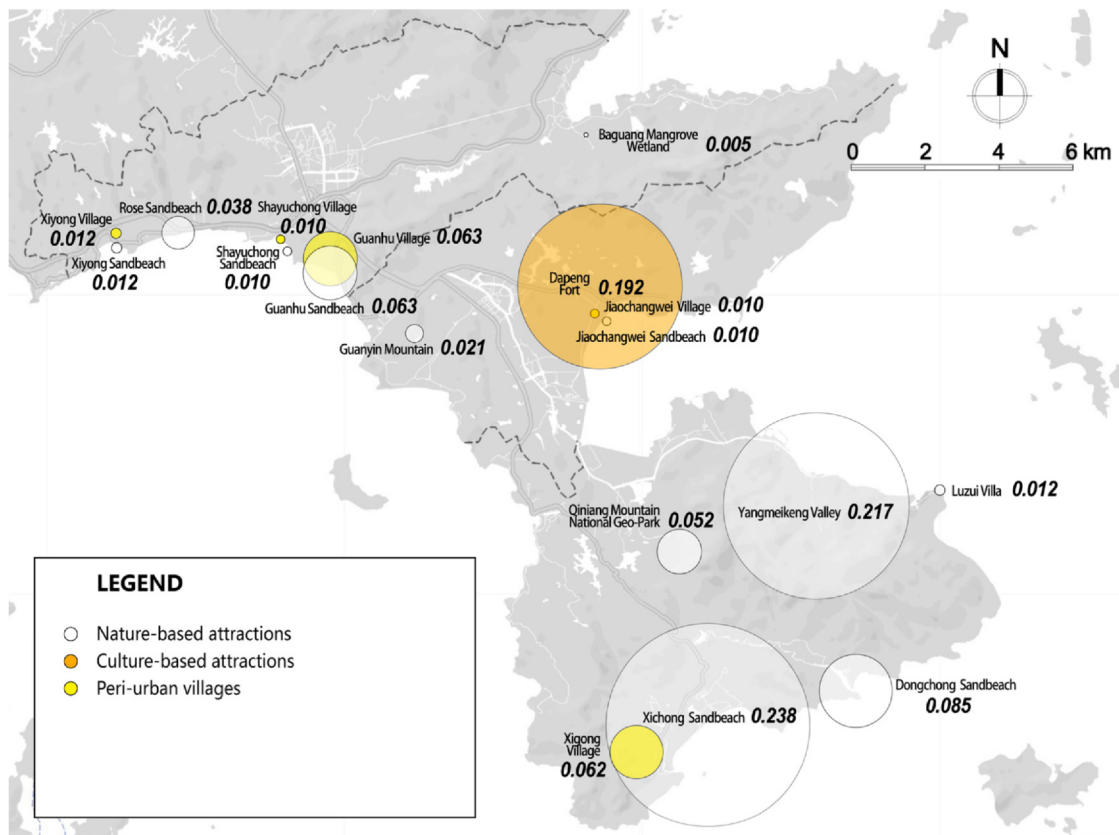 N
0 2 4 6 km
Baguang Mangrove
Wetland 0.005
Rose Sandbeach 0.038
Shayuchong Village
0.010
Xiyong Village
0.012
Guanhu Village 0.063
Xiyong Sandbeach
0.012
Shayuchong
Sandbeach
0.010
Dapeng
Fort 0.192
Jiaochangwei Village 0.010
Guanhu Sandbeach 0.063
Jiaochangwei Sandbeach 0.010
Guanyin Mountain 0.021
Luzui Villa 0.012
Qiniang Mountain
National Geo-Park 0.052
Yangmeikeng Valley 0.217
Dongchong Sandbeach
0.085
Xichong Sandbeach 0.238
Xigong
Village
0.062
LEGEND
Nature-based attractions
Culture-based attractions
Peri-urban villages